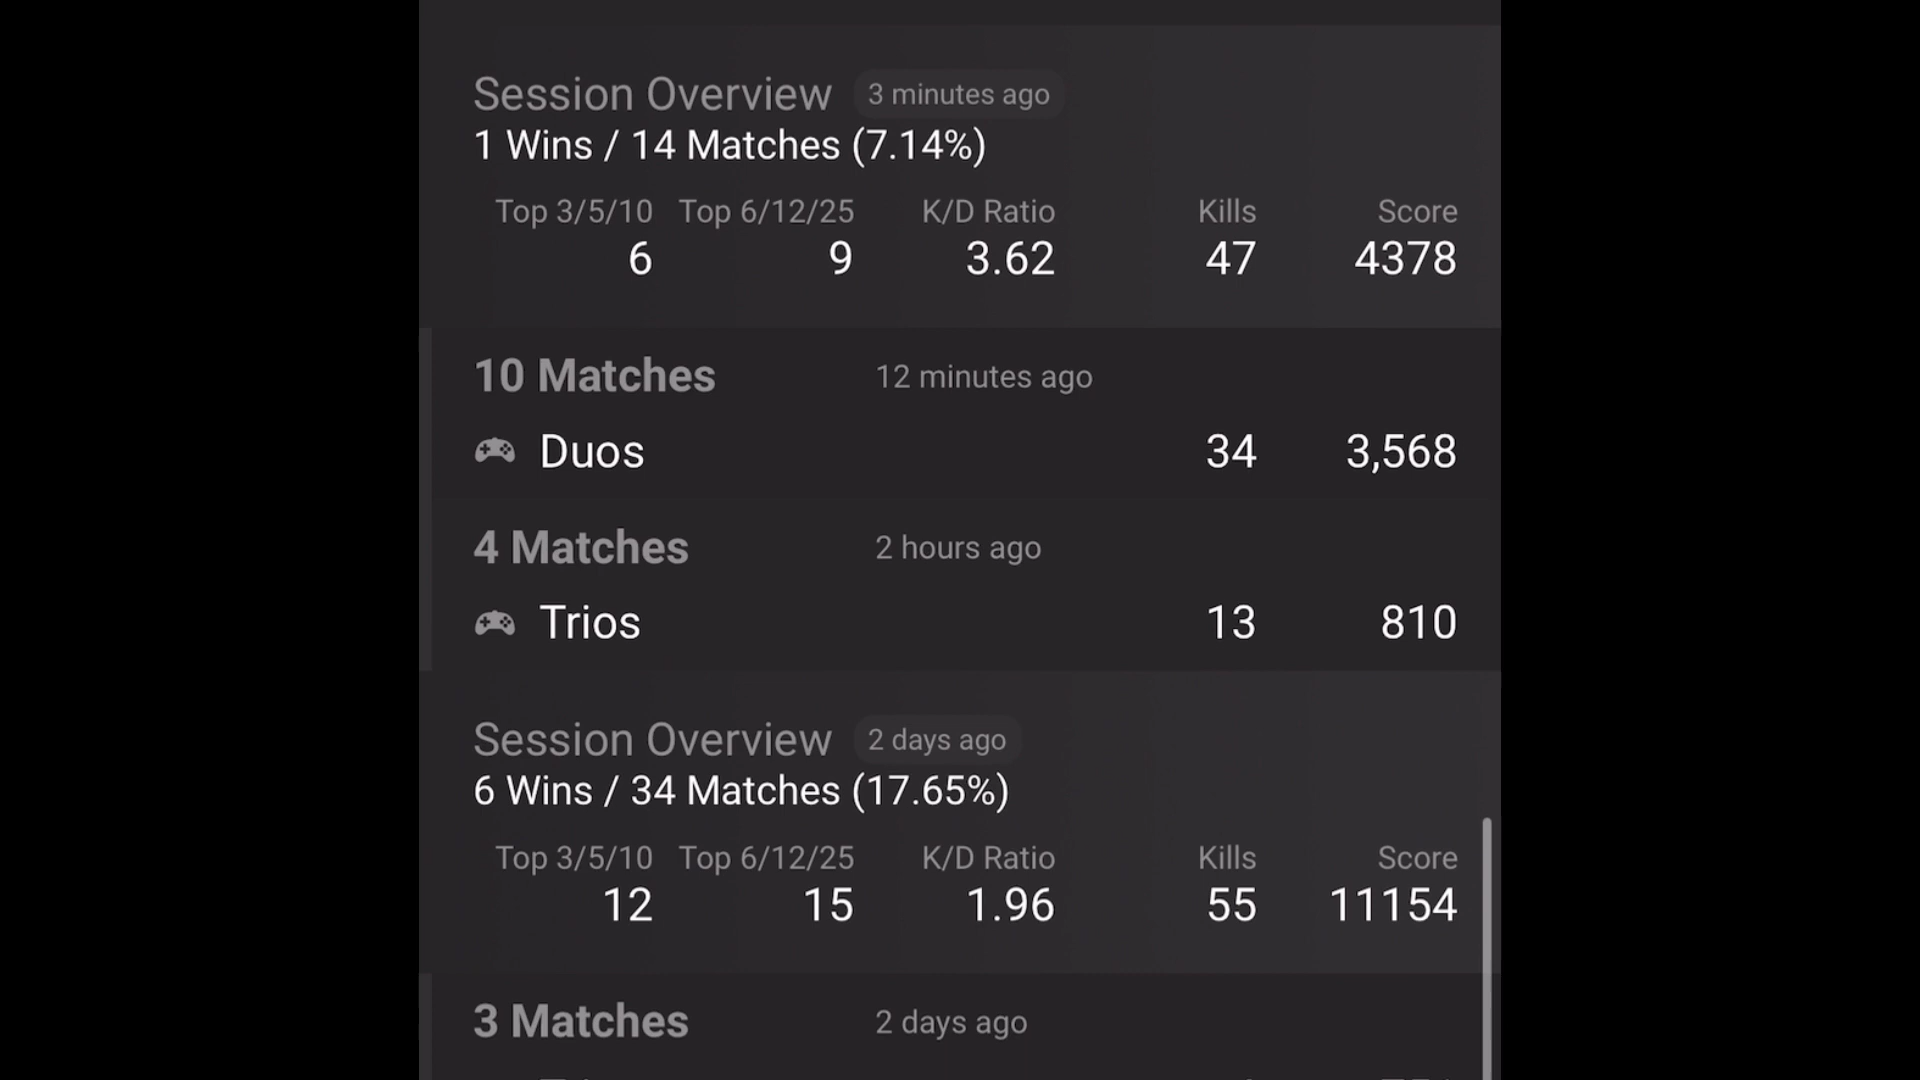 Session Overview 3 minutes ago
1 Wins / 14 Matches (7.14%)
Top 3/5/10 Top 6/12/25 K/D Ratio Kills Score
6 9 3.62 47 4378
10 Matches 12 minutes ago
Duos 34 3,568
4 Matches 2 hours ago
Trios 13 810
Session Overview 2 days ago
6 Wins / 34 Matches (17.65%)
Top 3/5/10 Top 6/12/25 K/D Ratio Kills Score
12 15 1.96 55 11154
3 Matches 2 days ago